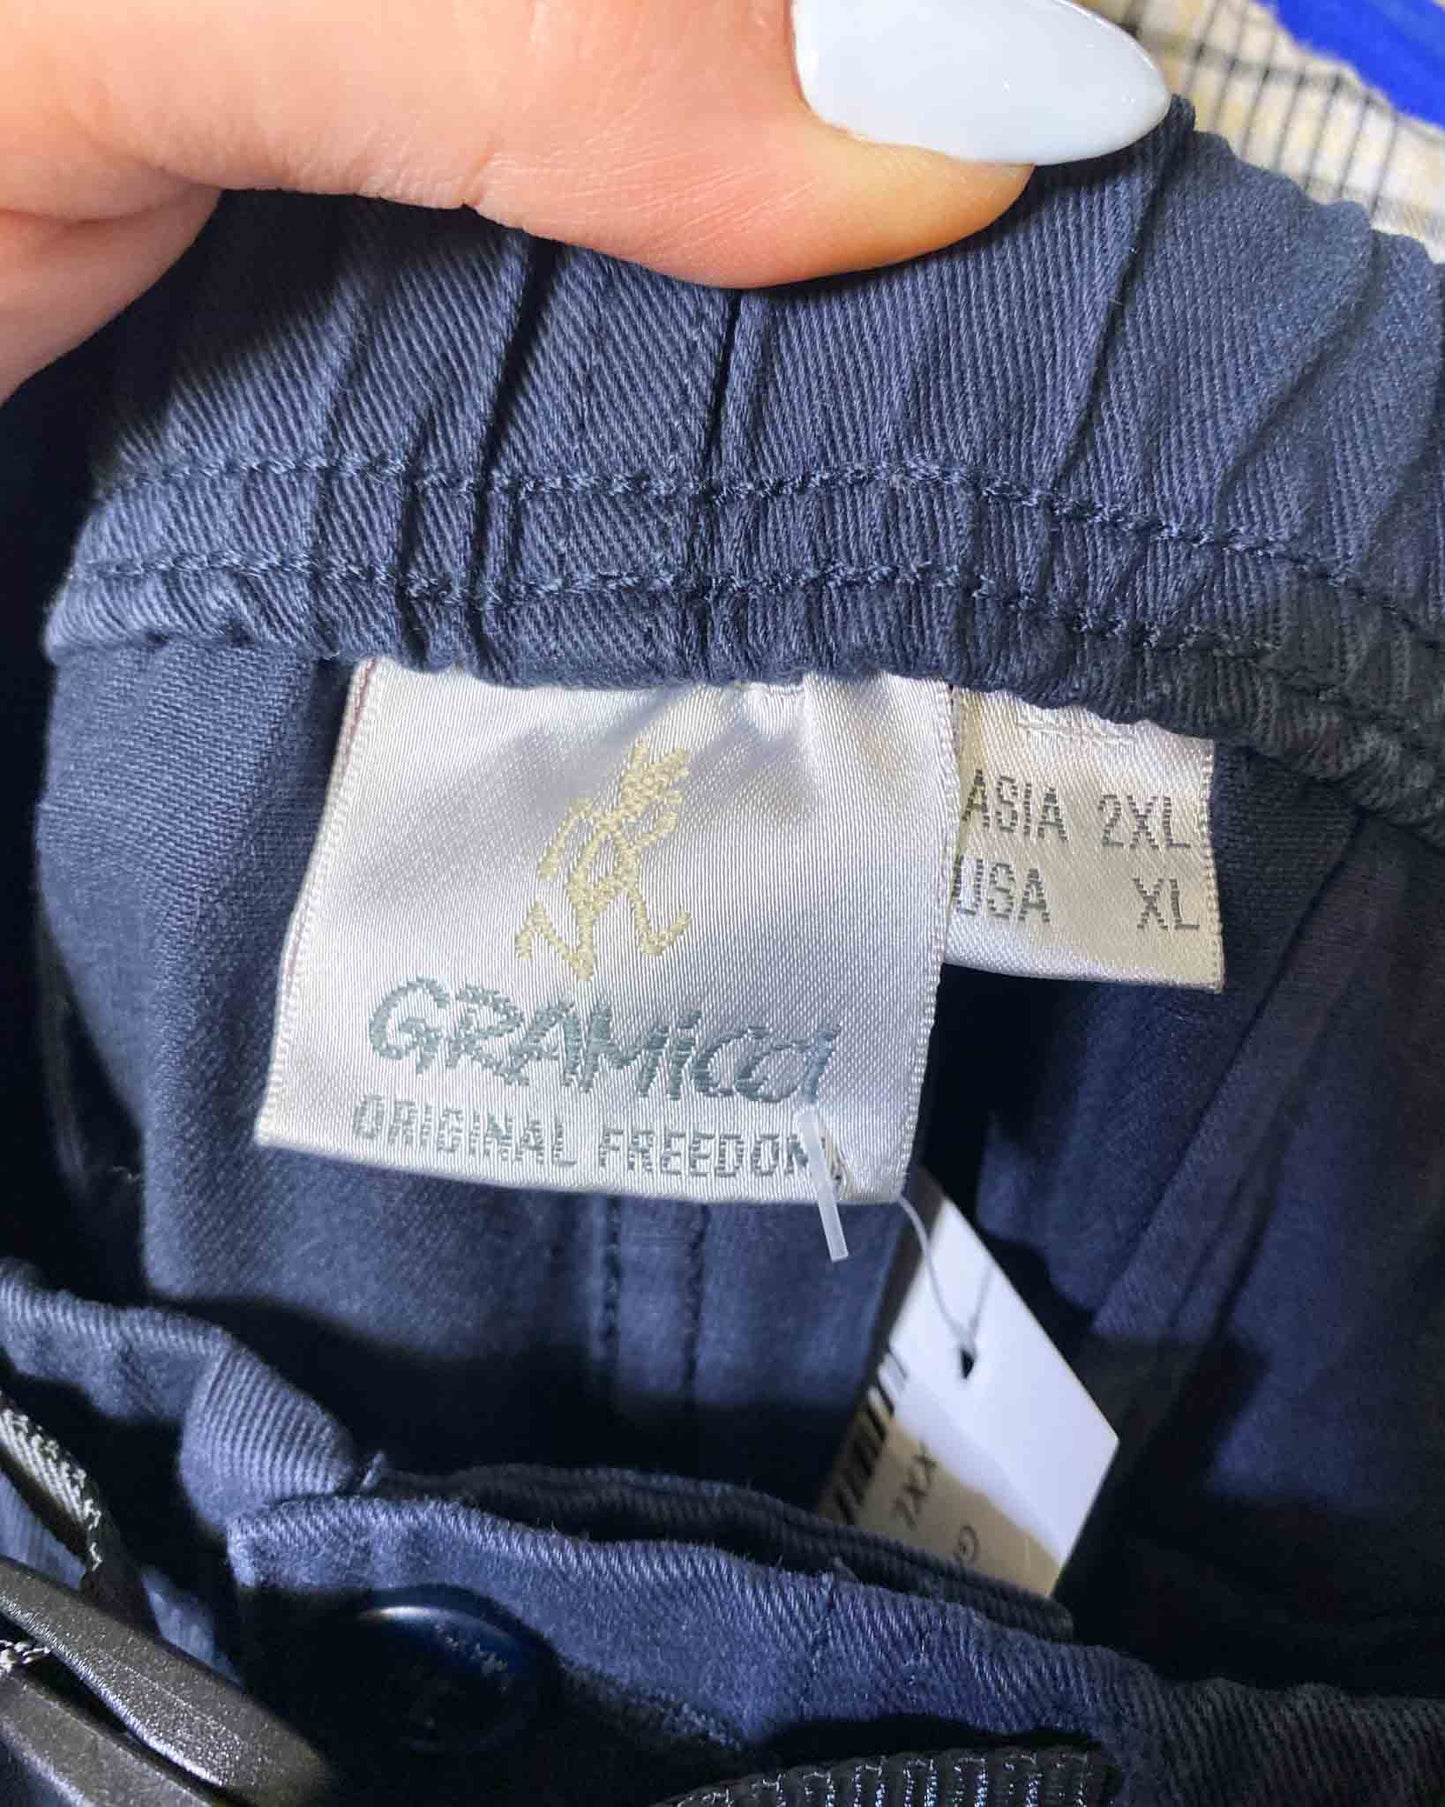 GRAMiCCi
ORIGINAL FREEDOM
ASIA 2XL
USA XL